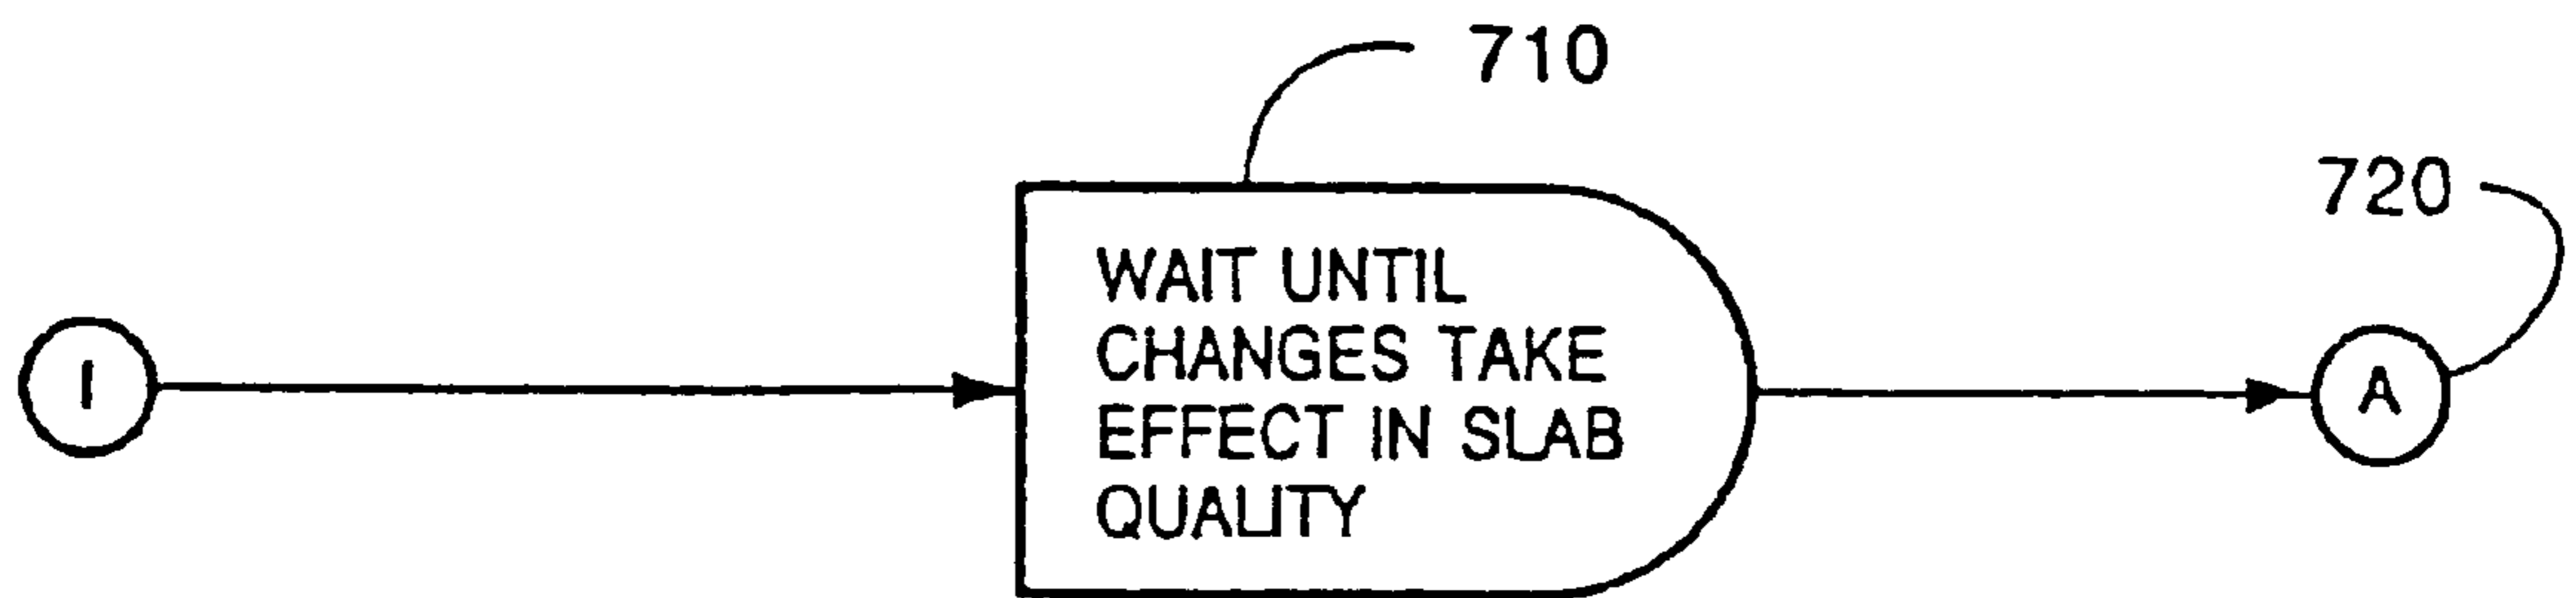 710
720
I
WAIT UNTIL
CHANGES TAKE
EFFECT IN SLAB
QUALITY
A